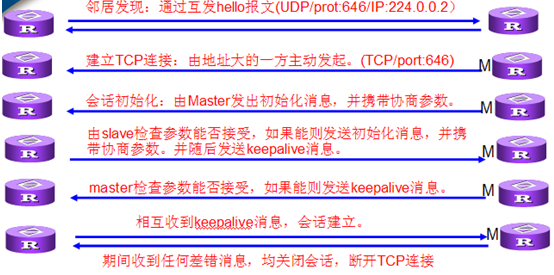 邻居发现：通过互发hello报文(UDP/prot:646/IP:224.0.0.2）
R
R
建立TCP连接：由地址大的一方主动发起。(TCP/port:646)
R
M
R
会话初始化：由Master发出初始化消息，并携带协商参数。
R
M
R
由slave检查参数能否接受，如果能则发送初始化消息，并携
带协商参数。并随后发送keepalive消息。
R
M
R
master检查参数能否接受，如果能则发送keepalive消息。
R
M
R
相互收到keepalive消息，会话建立。
R
M
R
期间收到任何差错消息，均关闭会话，断开TCP连接